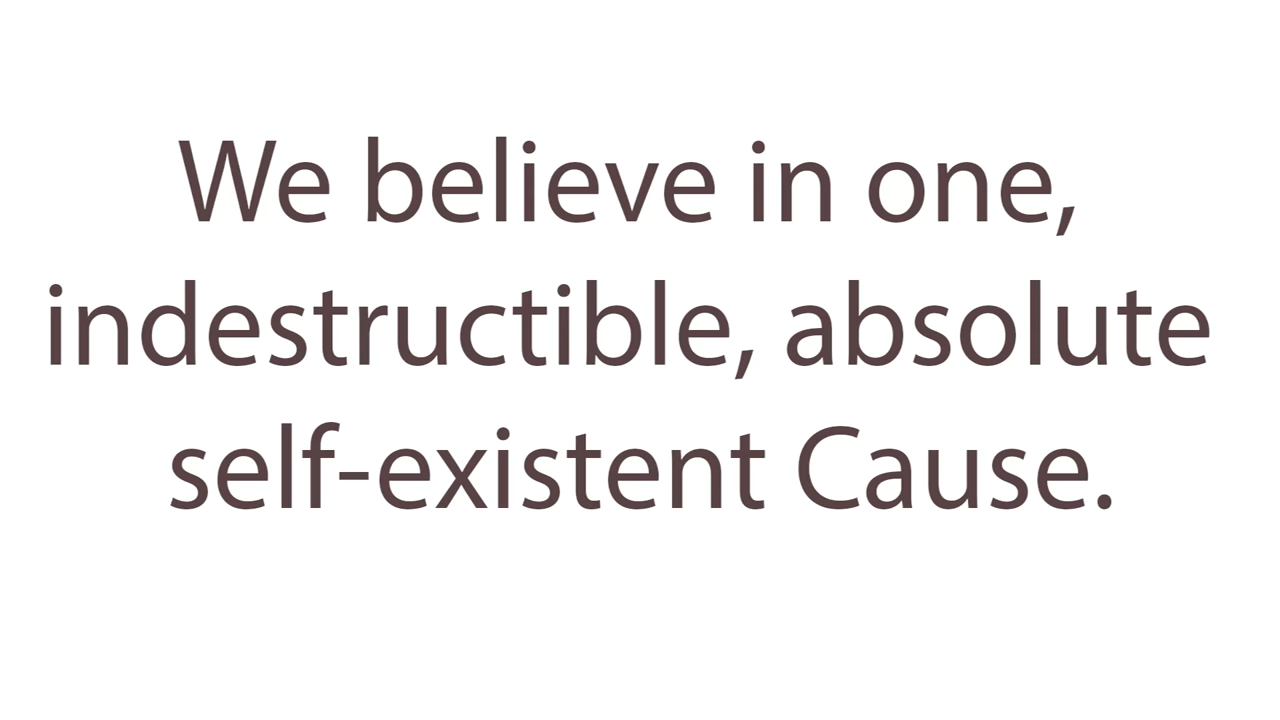 We believe in one,
indestructible, absolute
self-existent Cause.